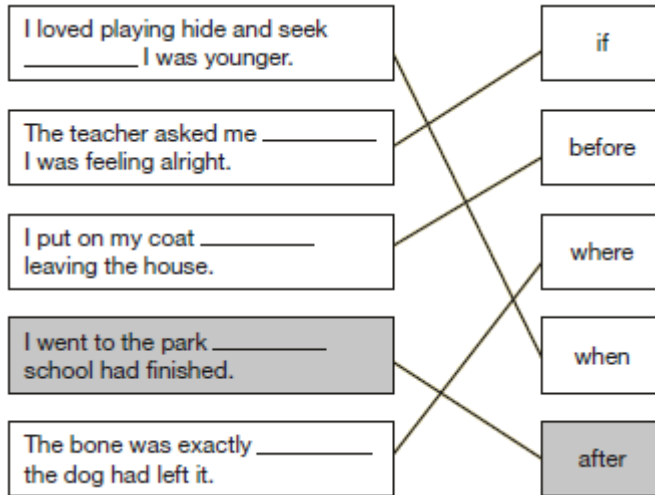 I loved playing hide and seek
_________ I was younger.
if
The teacher asked me _________
I was feeling alright.
before
I put on my coat _________
leaving the house.
where
I went to the park _________
school had finished.
when
The bone was exactly _________
the dog had left it.
after